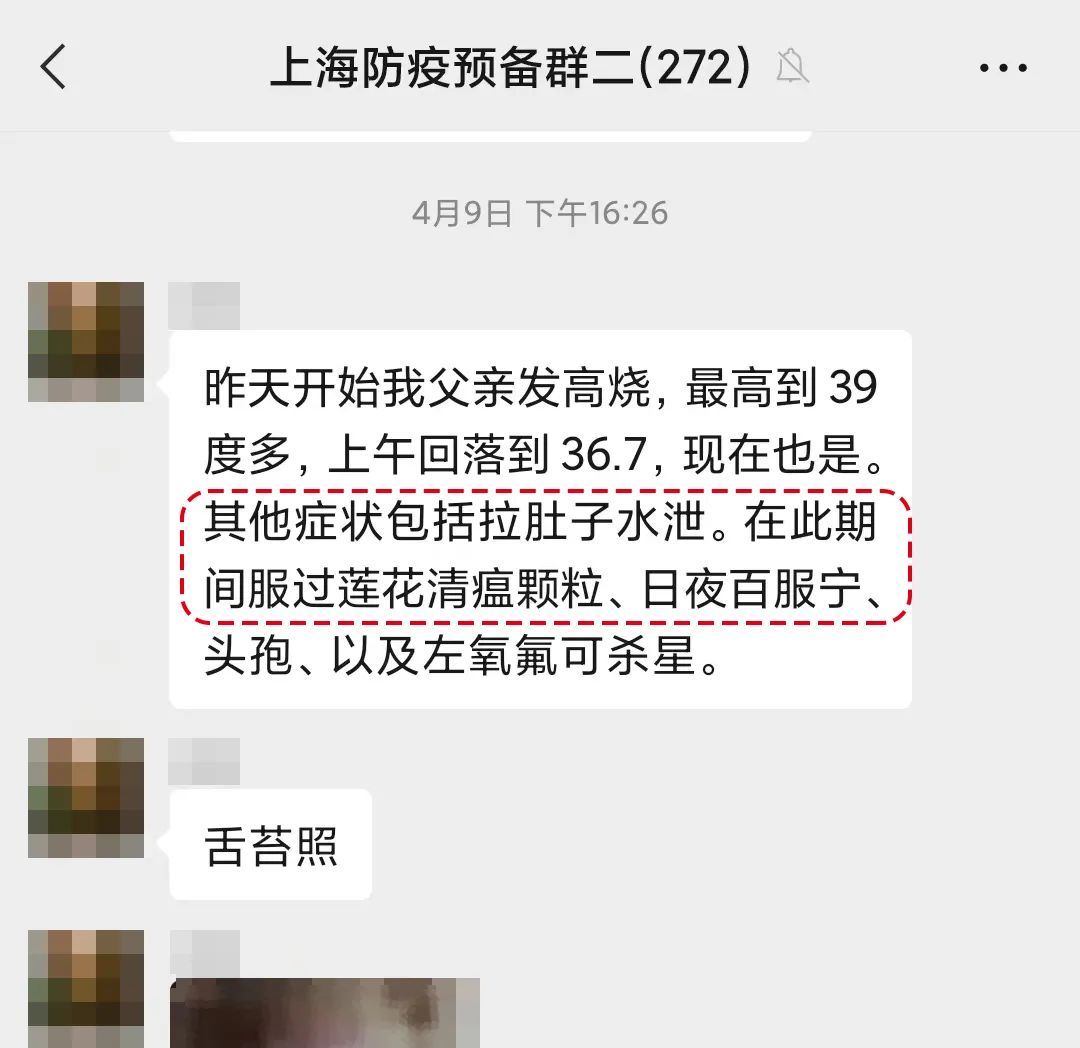 上海防疫预备群二(272)
4月9日 下午16:26
昨天开始我父亲发高烧，最高到 39
度多，上午回落到 36.7，现在也是。
其他症状包括拉肚子水泄。在此期
间服过莲花清瘟颗粒、日夜百服宁、
头孢、以及左氧氟可杀星。
舌苔照